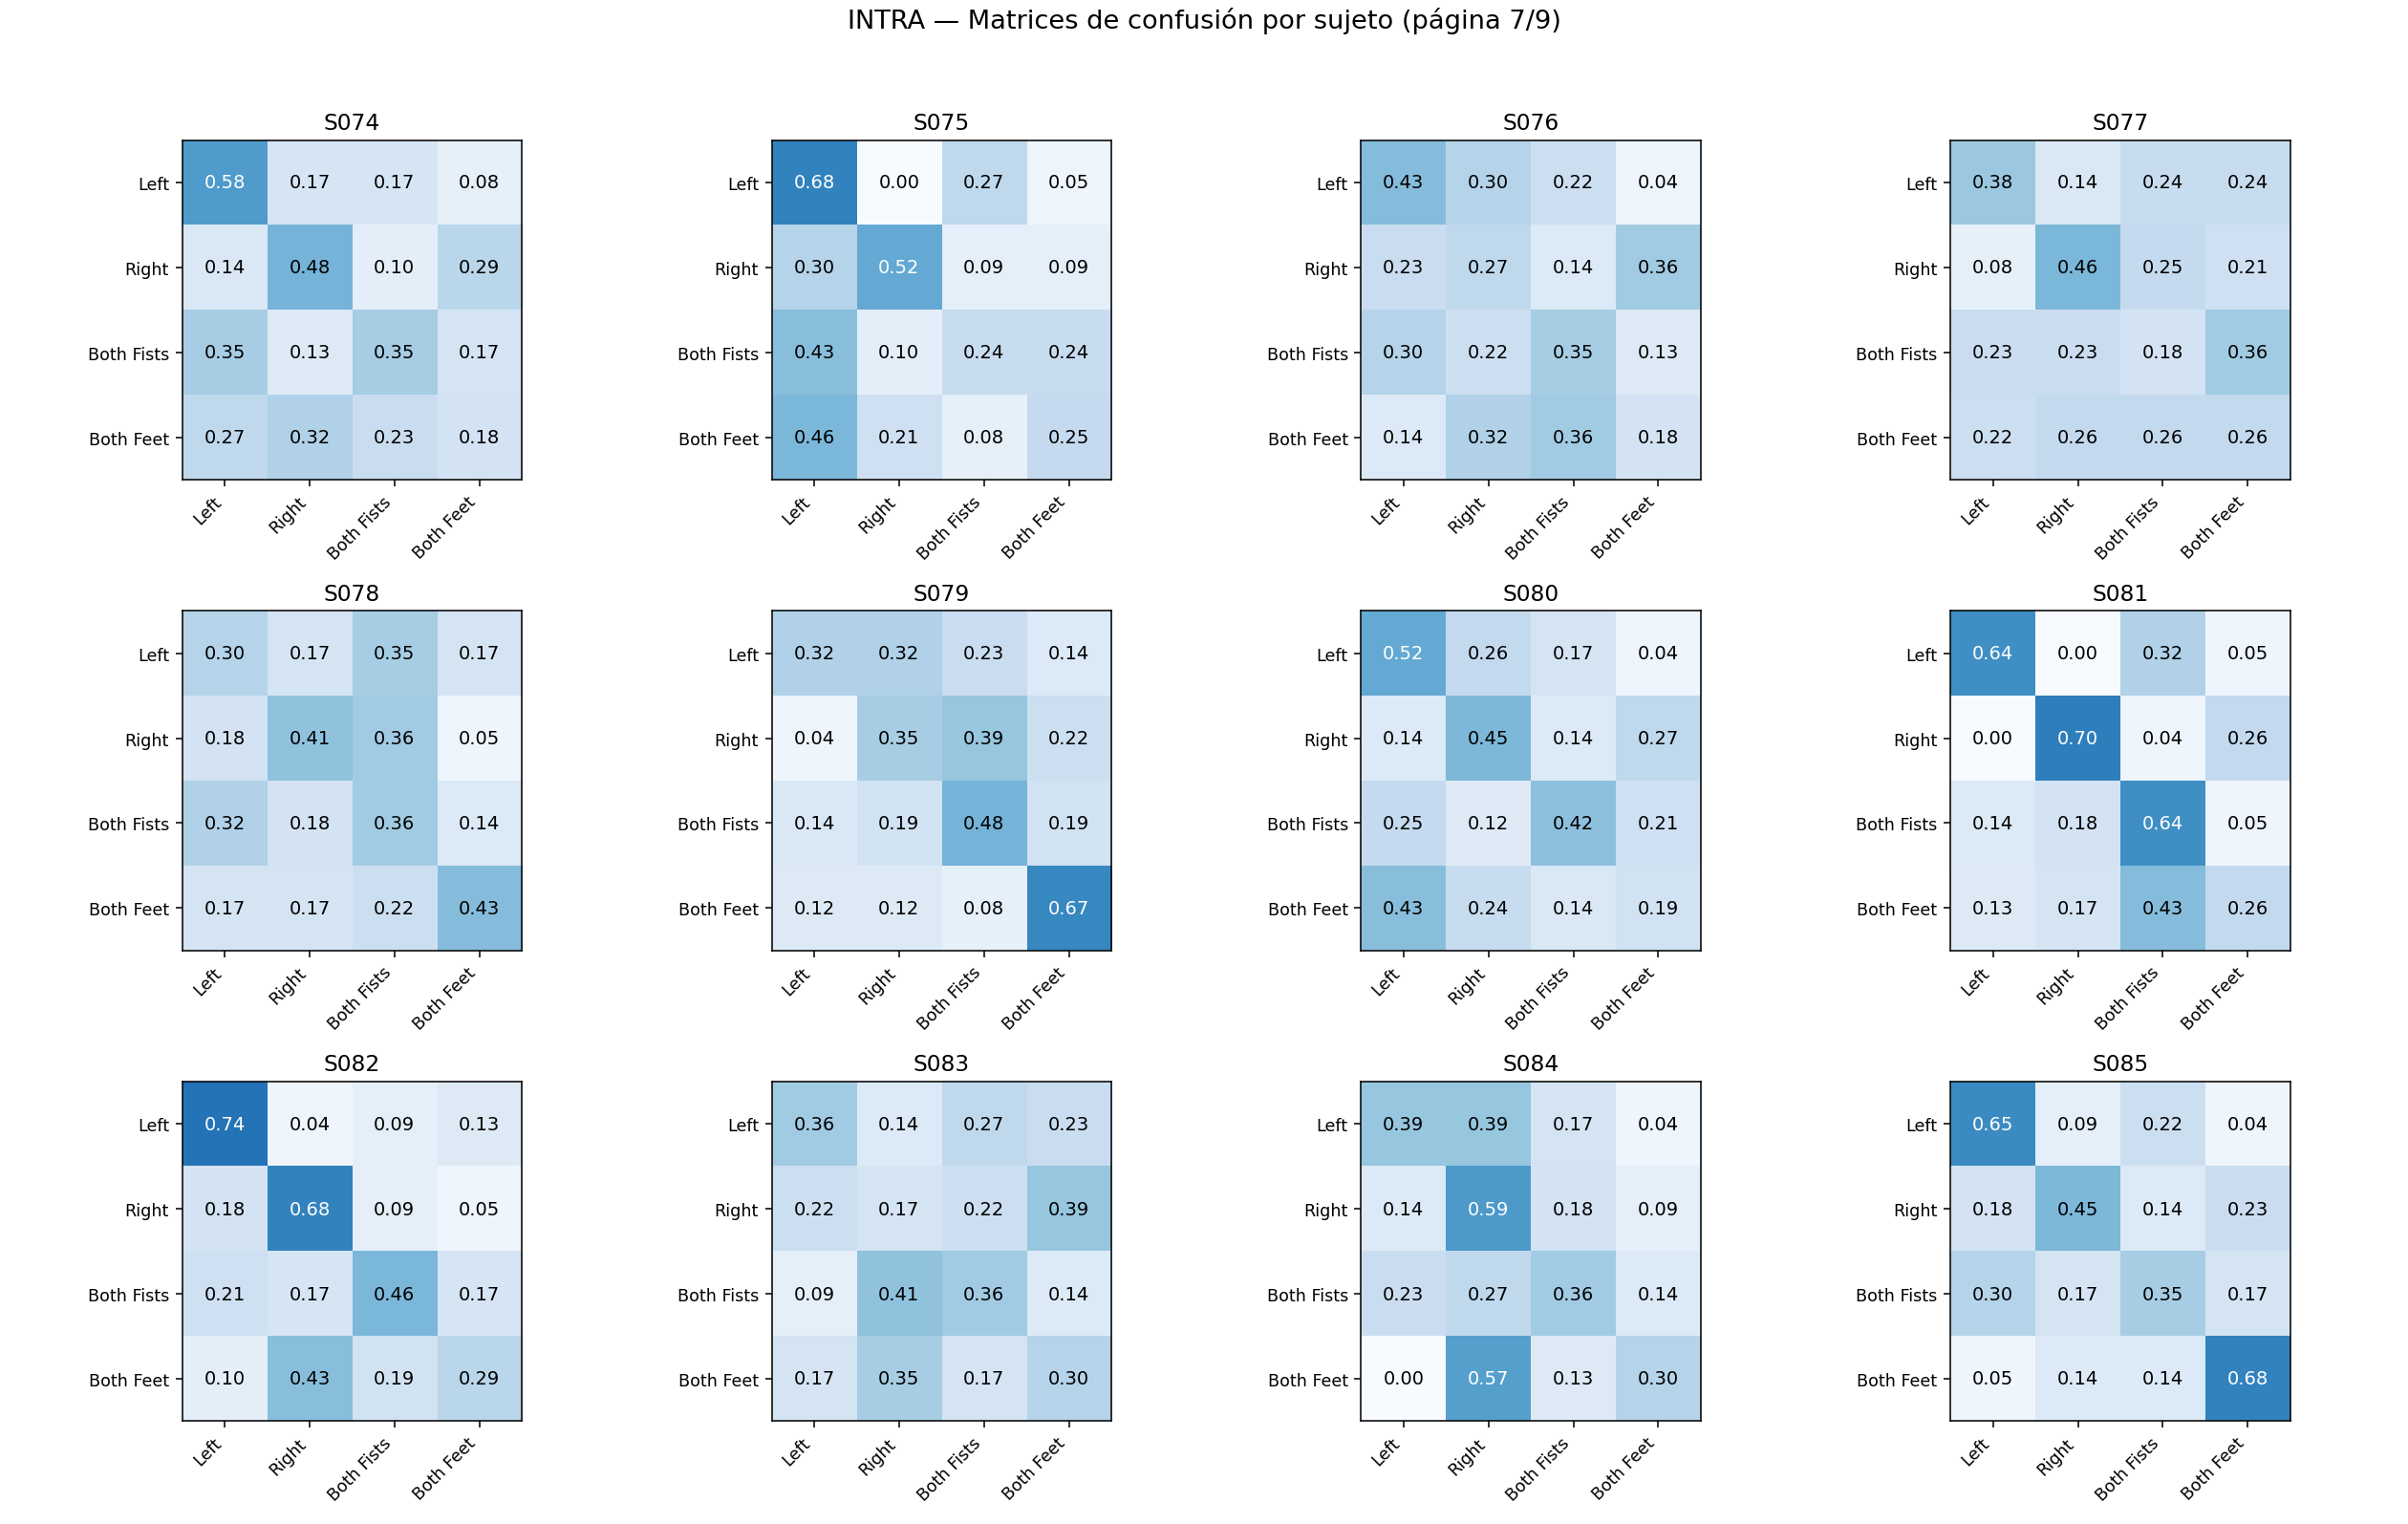 INTRA — Matrices de confusión por sujeto (página 7/9)
S074
Left 0.58 0.17 0.17 0.08
Right 0.14 0.48 0.10 0.29
Both Fists 0.35 0.13 0.35 0.17
Both Feet 0.27 0.32 0.23 0.18
Left Right Both Fists Both Feet
S075
Left 0.68 0.00 0.27 0.05
Right 0.30 0.52 0.09 0.09
Both Fists 0.43 0.10 0.24 0.24
Both Feet 0.46 0.21 0.08 0.25
Left Right Both Fists Both Feet
S076
Left 0.43 0.30 0.22 0.04
Right 0.23 0.27 0.14 0.36
Both Fists 0.30 0.22 0.35 0.13
Both Feet 0.14 0.32 0.36 0.18
Left Right Both Fists Both Feet
S077
Left 0.38 0.14 0.24 0.24
Right 0.08 0.46 0.25 0.21
Both Fists 0.23 0.23 0.18 0.36
Both Feet 0.22 0.26 0.26 0.26
Left Right Both Fists Both Feet
S078
Left 0.30 0.17 0.35 0.17
Right 0.18 0.41 0.36 0.05
Both Fists 0.32 0.18 0.36 0.14
Both Feet 0.17 0.17 0.22 0.43
Left Right Both Fists Both Feet
S079
Left 0.32 0.32 0.23 0.14
Right 0.04 0.35 0.39 0.22
Both Fists 0.14 0.19 0.48 0.19
Both Feet 0.12 0.12 0.08 0.67
Left Right Both Fists Both Feet
S080
Left 0.52 0.26 0.17 0.04
Right 0.14 0.45 0.14 0.27
Both Fists 0.25 0.12 0.42 0.21
Both Feet 0.43 0.24 0.14 0.19
Left Right Both Fists Both Feet
S081
Left 0.64 0.00 0.32 0.05
Right 0.00 0.70 0.04 0.26
Both Fists 0.14 0.18 0.64 0.05
Both Feet 0.13 0.17 0.43 0.26
Left Right Both Fists Both Feet
S082
Left 0.74 0.04 0.09 0.13
Right 0.18 0.68 0.09 0.05
Both Fists 0.21 0.17 0.46 0.17
Both Feet 0.10 0.43 0.19 0.29
Left Right Both Fists Both Feet
S083
Left 0.36 0.14 0.27 0.23
Right 0.22 0.17 0.22 0.39
Both Fists 0.09 0.41 0.36 0.14
Both Feet 0.17 0.35 0.17 0.30
Left Right Both Fists Both Feet
S084
Left 0.39 0.39 0.17 0.04
Right 0.14 0.59 0.18 0.09
Both Fists 0.23 0.27 0.36 0.14
Both Feet 0.00 0.57 0.13 0.30
Left Right Both Fists Both Feet
S085
Left 0.65 0.09 0.22 0.04
Right 0.18 0.45 0.14 0.23
Both Fists 0.30 0.17 0.35 0.17
Both Feet 0.05 0.14 0.14 0.68
Left Right Both Fists Both Feet